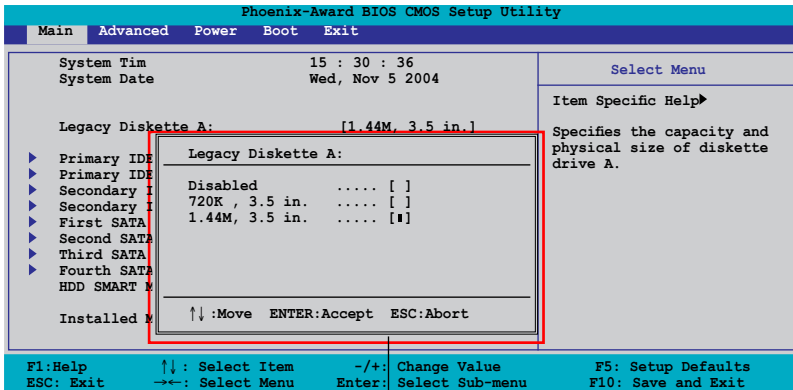 Phoenix-Award BIOS CMOS Setup Utility
Main Advanced Power Boot Exit
System Tim 15 : 30 : 36
System Date Wed, Nov 5 2004
Legacy Diskette A: [1.44M, 3.5 in.]
Primary IDE
Primary IDE
Secondary I
Secondary I
First SATA
Second SATA
Third SATA
Fourth SATA
HDD SMART M
Installed M
Legacy Diskette A:
Disabled ..... [ ]
720K , 3.5 in. ..... [ ]
1.44M, 3.5 in. ..... [▮]
↑↓ :Move ENTER:Accept ESC:Abort
Select Menu
Item Specific Help▶
Specifies the capacity and
physical size of diskette
drive A.
F1:Help ↑↓ : Select Item -/+: Change Value F5: Setup Defaults
ESC: Exit →←: Select Menu Enter: Select Sub-menu F10: Save and Exit